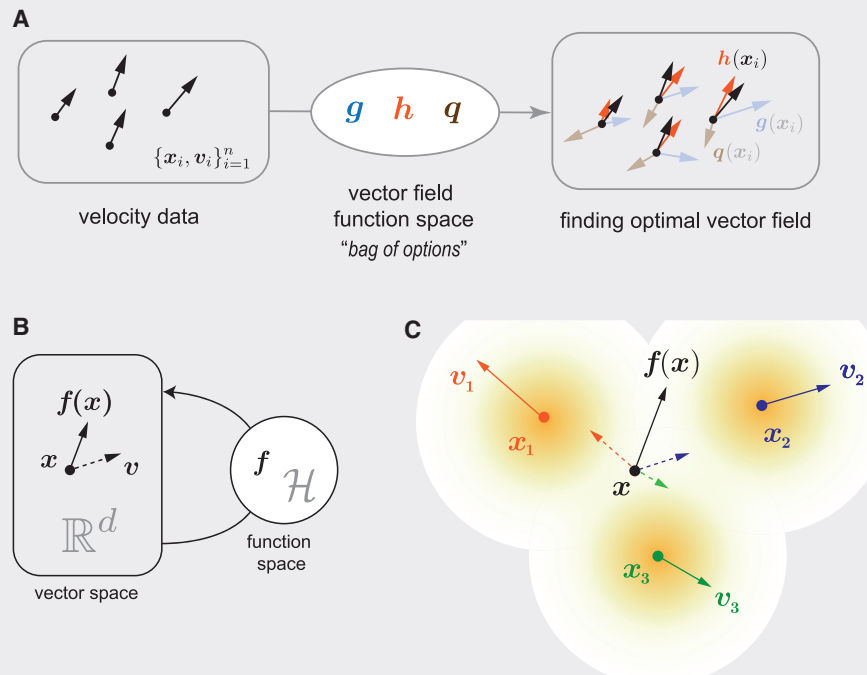 A
{x_i, v_i}_{i=1}^n
velocity data
g h q
vector field
function space
“bag of options”
h(x_i)
g(x_i)
q(x_i)
finding optimal vector field
B
f(x)
x
v
ℝ^d
vector space
f
ℋ
function
space
C
v_1
x_1
f(x)
x
v_2
x_2
x_3
v_3